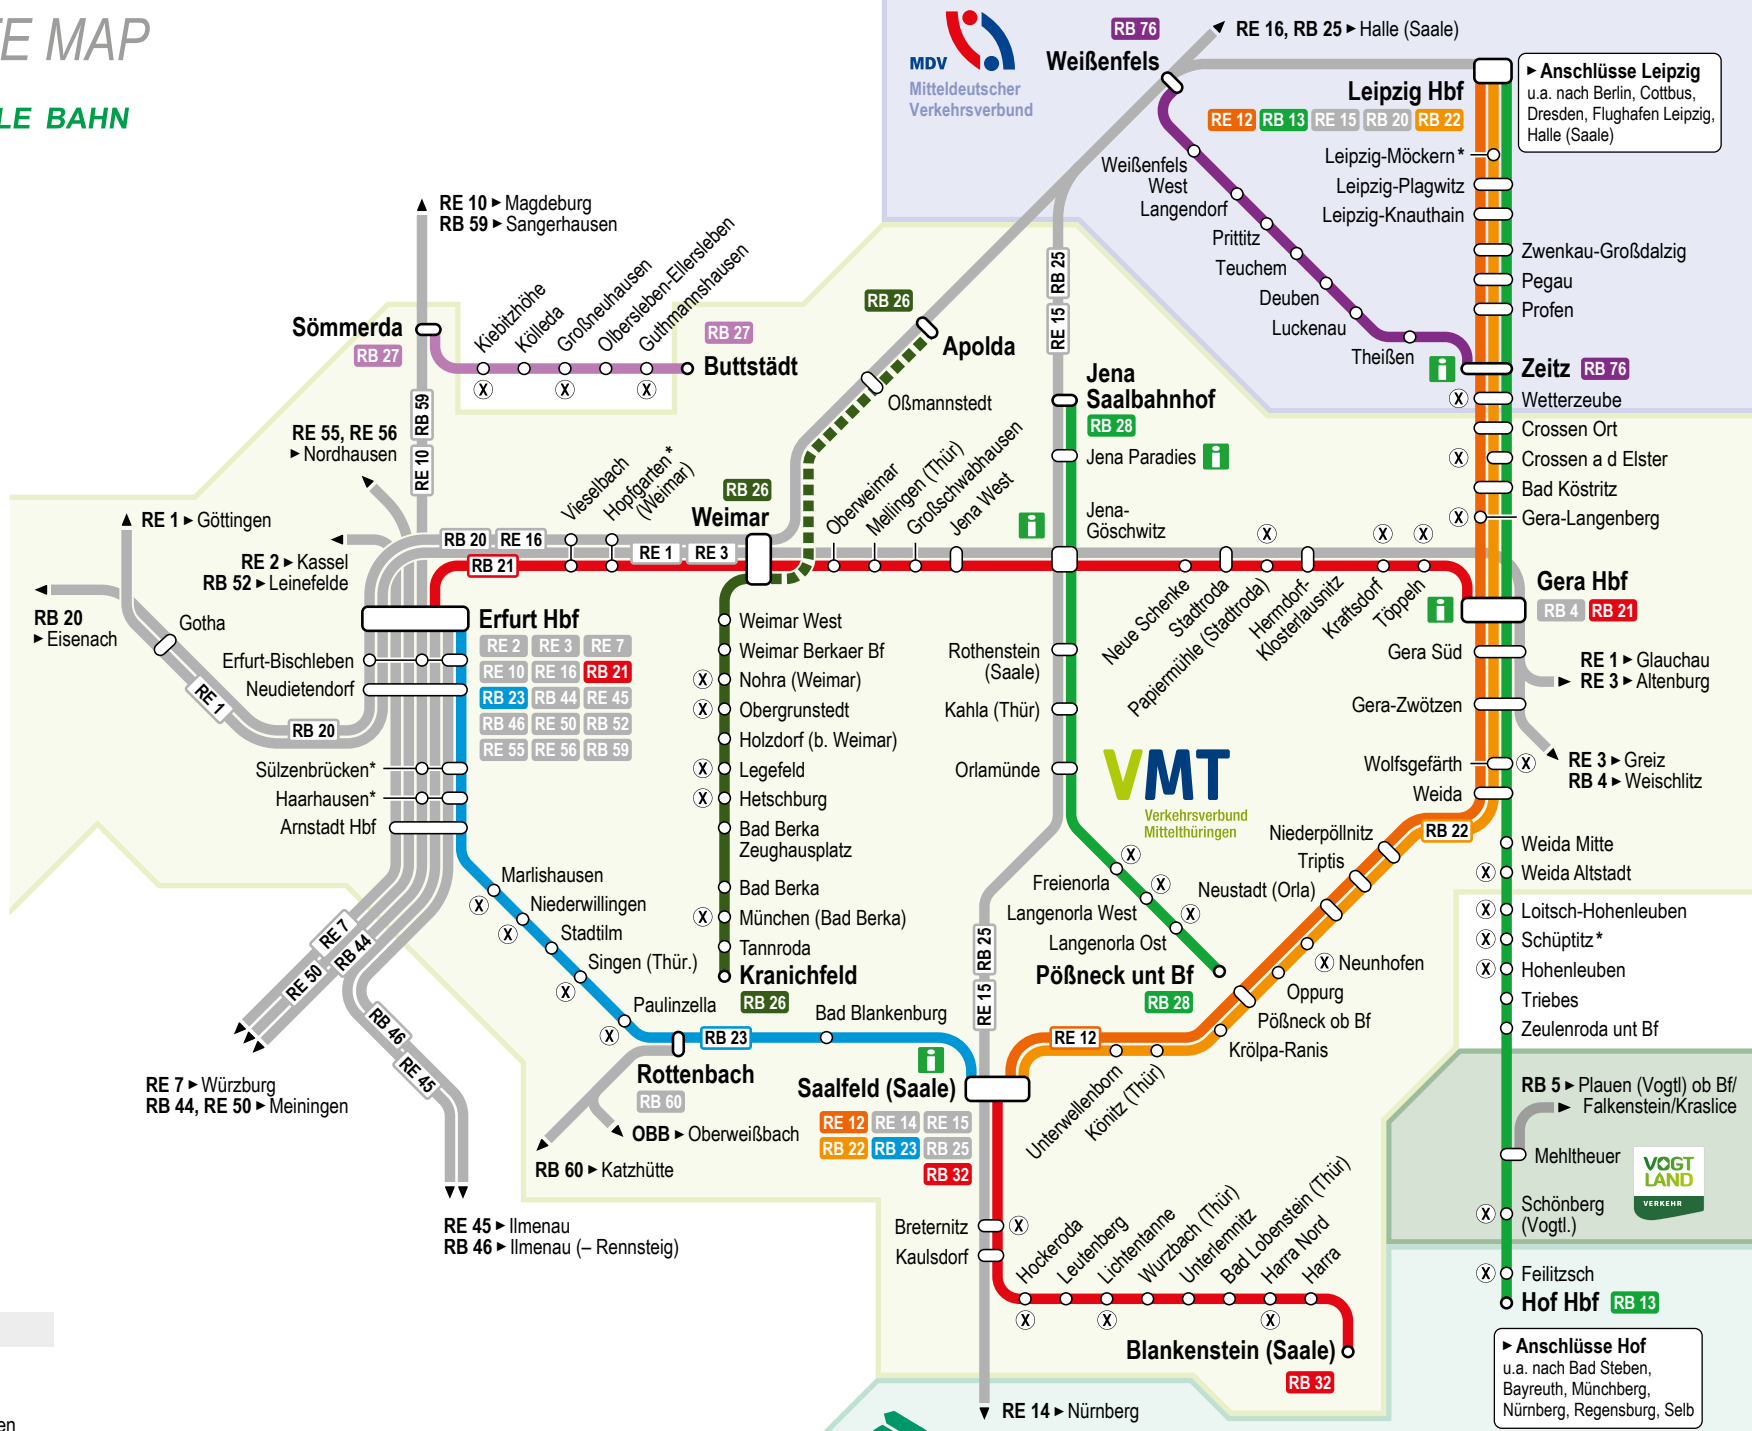 E MAP
LE BAHN
MDV
Mitteldeutscher
Verkehrsverbund
RB 76
Weißenfels
RE 16, RB 25 ▸ Halle (Saale)
Leipzig Hbf
RE 12 RB 13 RE 15 RB 20 RB 22
▸ Anschlüsse Leipzig
u.a. nach Berlin, Cottbus,
Dresden, Flughafen Leipzig,
Halle (Saale)
Leipzig-Möckern*
Leipzig-Plagwitz
Leipzig-Knauthain
Zwenkau-Großdalzig
Pegau
Profen
Weißenfels
West
Langendorf
Prittitz
Teuchern
Deuben
Luckenau
Theißen
i
Zeitz RB 76
X Wetterzeube
Crossen Ort
X Crossen a d Elster
Bad Köstritz
X Gera-Langenberg
RE 10 ▸ Magdeburg
RB 59 ▸ Sangerhausen
Sömmerda
RB 27
Kiebitzhöhe
Kölleda
Großneuhausen
Olbersleben-Ellersleben
Guthmannshausen
X
X
X
RB 27
Buttstädt
RB 59
RE 10
RE 55, RE 56
▸ Nordhausen
RE 1 ▸ Göttingen
RE 2 ▸ Kassel
RB 52 ▸ Leinefelde
RB 20
▸ Eisenach
Gotha
RE 1
RB 20
RB 20
RE 16
RE 1
RE 3
RB 21
Vieselbach
Hopfgarten*
(Weimar)
RB 26
Weimar
RB 26
Apolda
Oßmannstedt
Oberweimar
Mellingen (Thür)
Großschwabhausen
Jena West
RB 25
RE 15
Jena
Saalbahnhof
RB 28
Jena Paradies i
i
Jena-
Göschwitz
Neue Schenke
Stadtroda
X
Papiermühle (Stadtroda)
Hermdorf-
Klosterlausnitz
X
Kraftsdorf
X
Töppeln
i
Gera Hbf
RB 4 RB 21
Gera Süd
Gera-Zwötzen
RE 1 ▸ Glauchau
RE 3 ▸ Altenburg
RE 3 ▸ Greiz
RB 4 ▸ Weischlitz
Wolfsgefärth X
Weida
RB 22
Erfurt Hbf
RE 2 RE 3 RE 7
RE 10 RE 16 RB 21
RB 23 RB 44 RE 45
RB 46 RE 50 RB 52
RE 55 RE 56 RB 59
Erfurt-Bischleben
Neudietendorf
Sülzenbrücken*
Haarhausen*
Arnstadt Hbf
Weimar West
Weimar Berkaer Bf
X Nohra (Weimar)
X Obergrunstedt
Holzdorf (b. Weimar)
X Legefeld
X Hetschburg
Bad Berka
Zeughausplatz
Bad Berka
X München (Bad Berka)
Tannroda
Kranichfeld
RB 26
Rothenstein
(Saale)
Kahla (Thür)
Orlamünde
VMT
Verkehrsverbund
Mittelthüringen
X
Freienorla
X
Langenorla West
X
Langenorla Ost
Pößneck unt Bf
RB 28
Niederpöllnitz
Triptis
Neustadt (Orla)
X Neunhofen
Oppurg
Pößneck ob Bf
Krölpa-Ranis
Weida Mitte
X Weida Altstadt
X Loitsch-Hohenleuben
X Schüptitz*
X Hohenleuben
Triebes
Zeulenroda unt Bf
RB 5 ▸ Plauen (Vogtl) ob Bf/
Falkenstein/Kraslice
Mehltheuer
VOGT
LAND
VERKEHR
X Schönberg
(Vogtl.)
X Feilitzsch
Hof Hbf RB 13
▸ Anschlüsse Hof
u.a. nach Bad Steben,
Bayreuth, Münchberg,
Nürnberg, Regensburg, Selb
RE 7
RE 50
RB 44
RB 46
RE 45
RE 7 ▸ Würzburg
RB 44, RE 50 ▸ Meiningen
RE 45 ▸ Ilmenau
RB 46 ▸ Ilmenau (– Rennsteig)
Marlishausen
X
Niederwillingen
X
Stadtilm
Singen (Thür.)
X
Paulinzella
X
RB 23
Bad Blankenburg
Rottenbach
RB 60
OBB ▸ Oberweißbach
RB 60 ▸ Katzhütte
i
Saalfeld (Saale)
RE 12 RE 14 RE 15
RB 22 RB 23 RB 25
RB 32
RB 25
RE 15
RE 12
Unterwellenborn
Könitz (Thür)
Breternitz X
Kaulsdorf
Hockeroda
Leutenberg
Lichtentanne
Wurzbach (Thür)
Unterlemnitz
Bad Lobenstein (Thür)
Harra Nord
Harra
X
X
X
Blankenstein (Saale)
RB 32
RE 14 ▸ Nürnberg
en